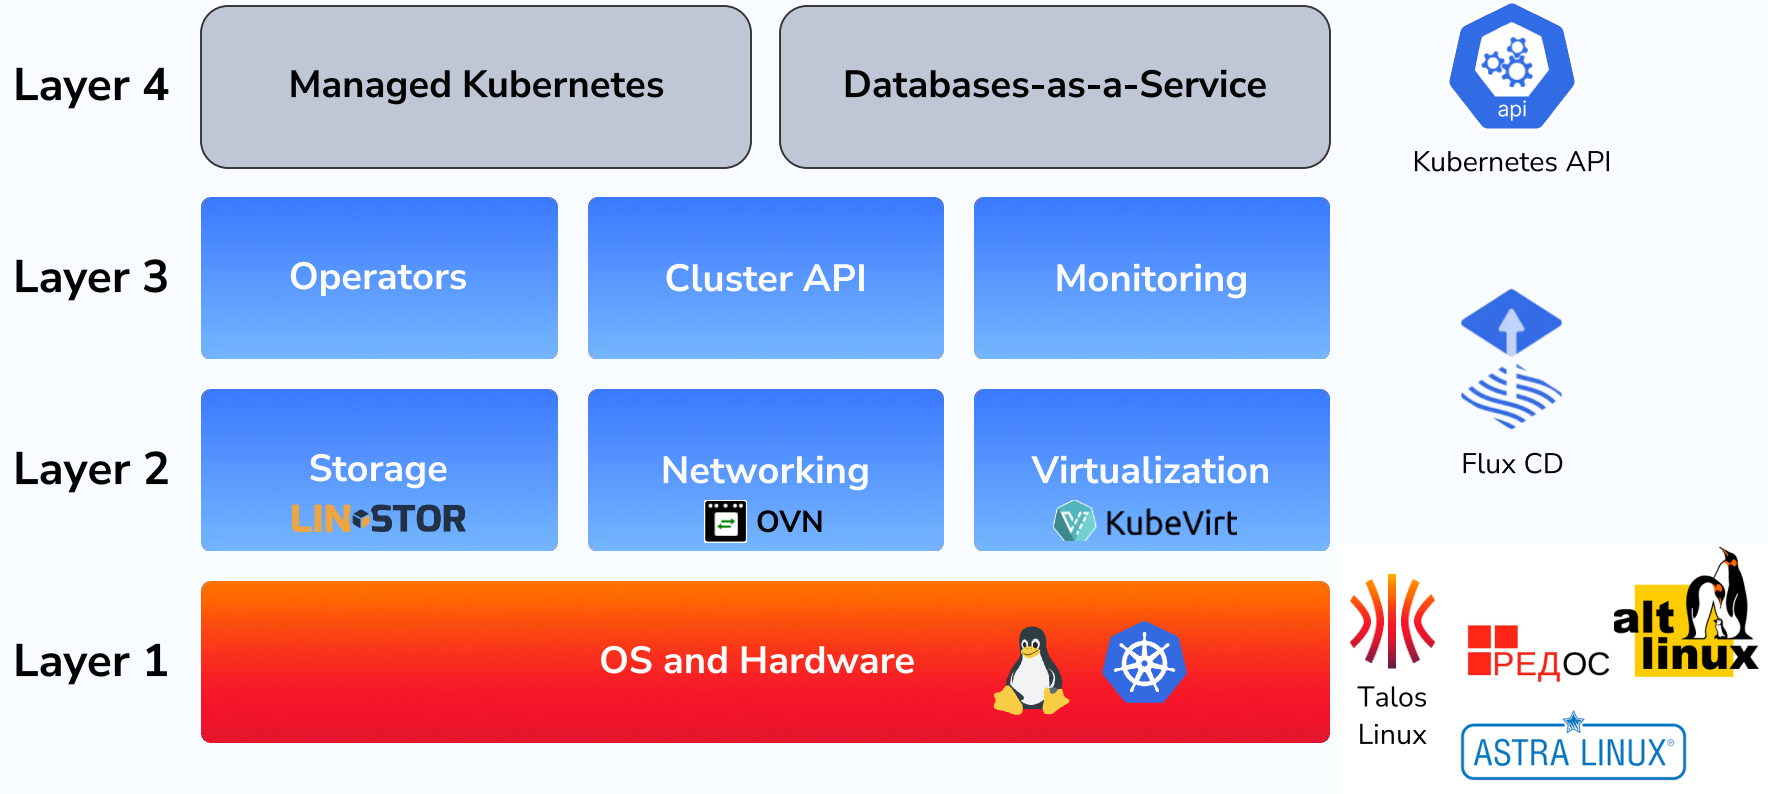 Layer 4
Managed Kubernetes
Databases-as-a-Service
api
Kubernetes API
Layer 3
Operators
Cluster API
Monitoring
Flux CD
Layer 2
Storage
LINSTOR
Networking
OVN
Virtualization
KubeVirt
Layer 1
OS and Hardware
Talos
Linux
РЕДОС
alt
linux
ASTRA LINUX®